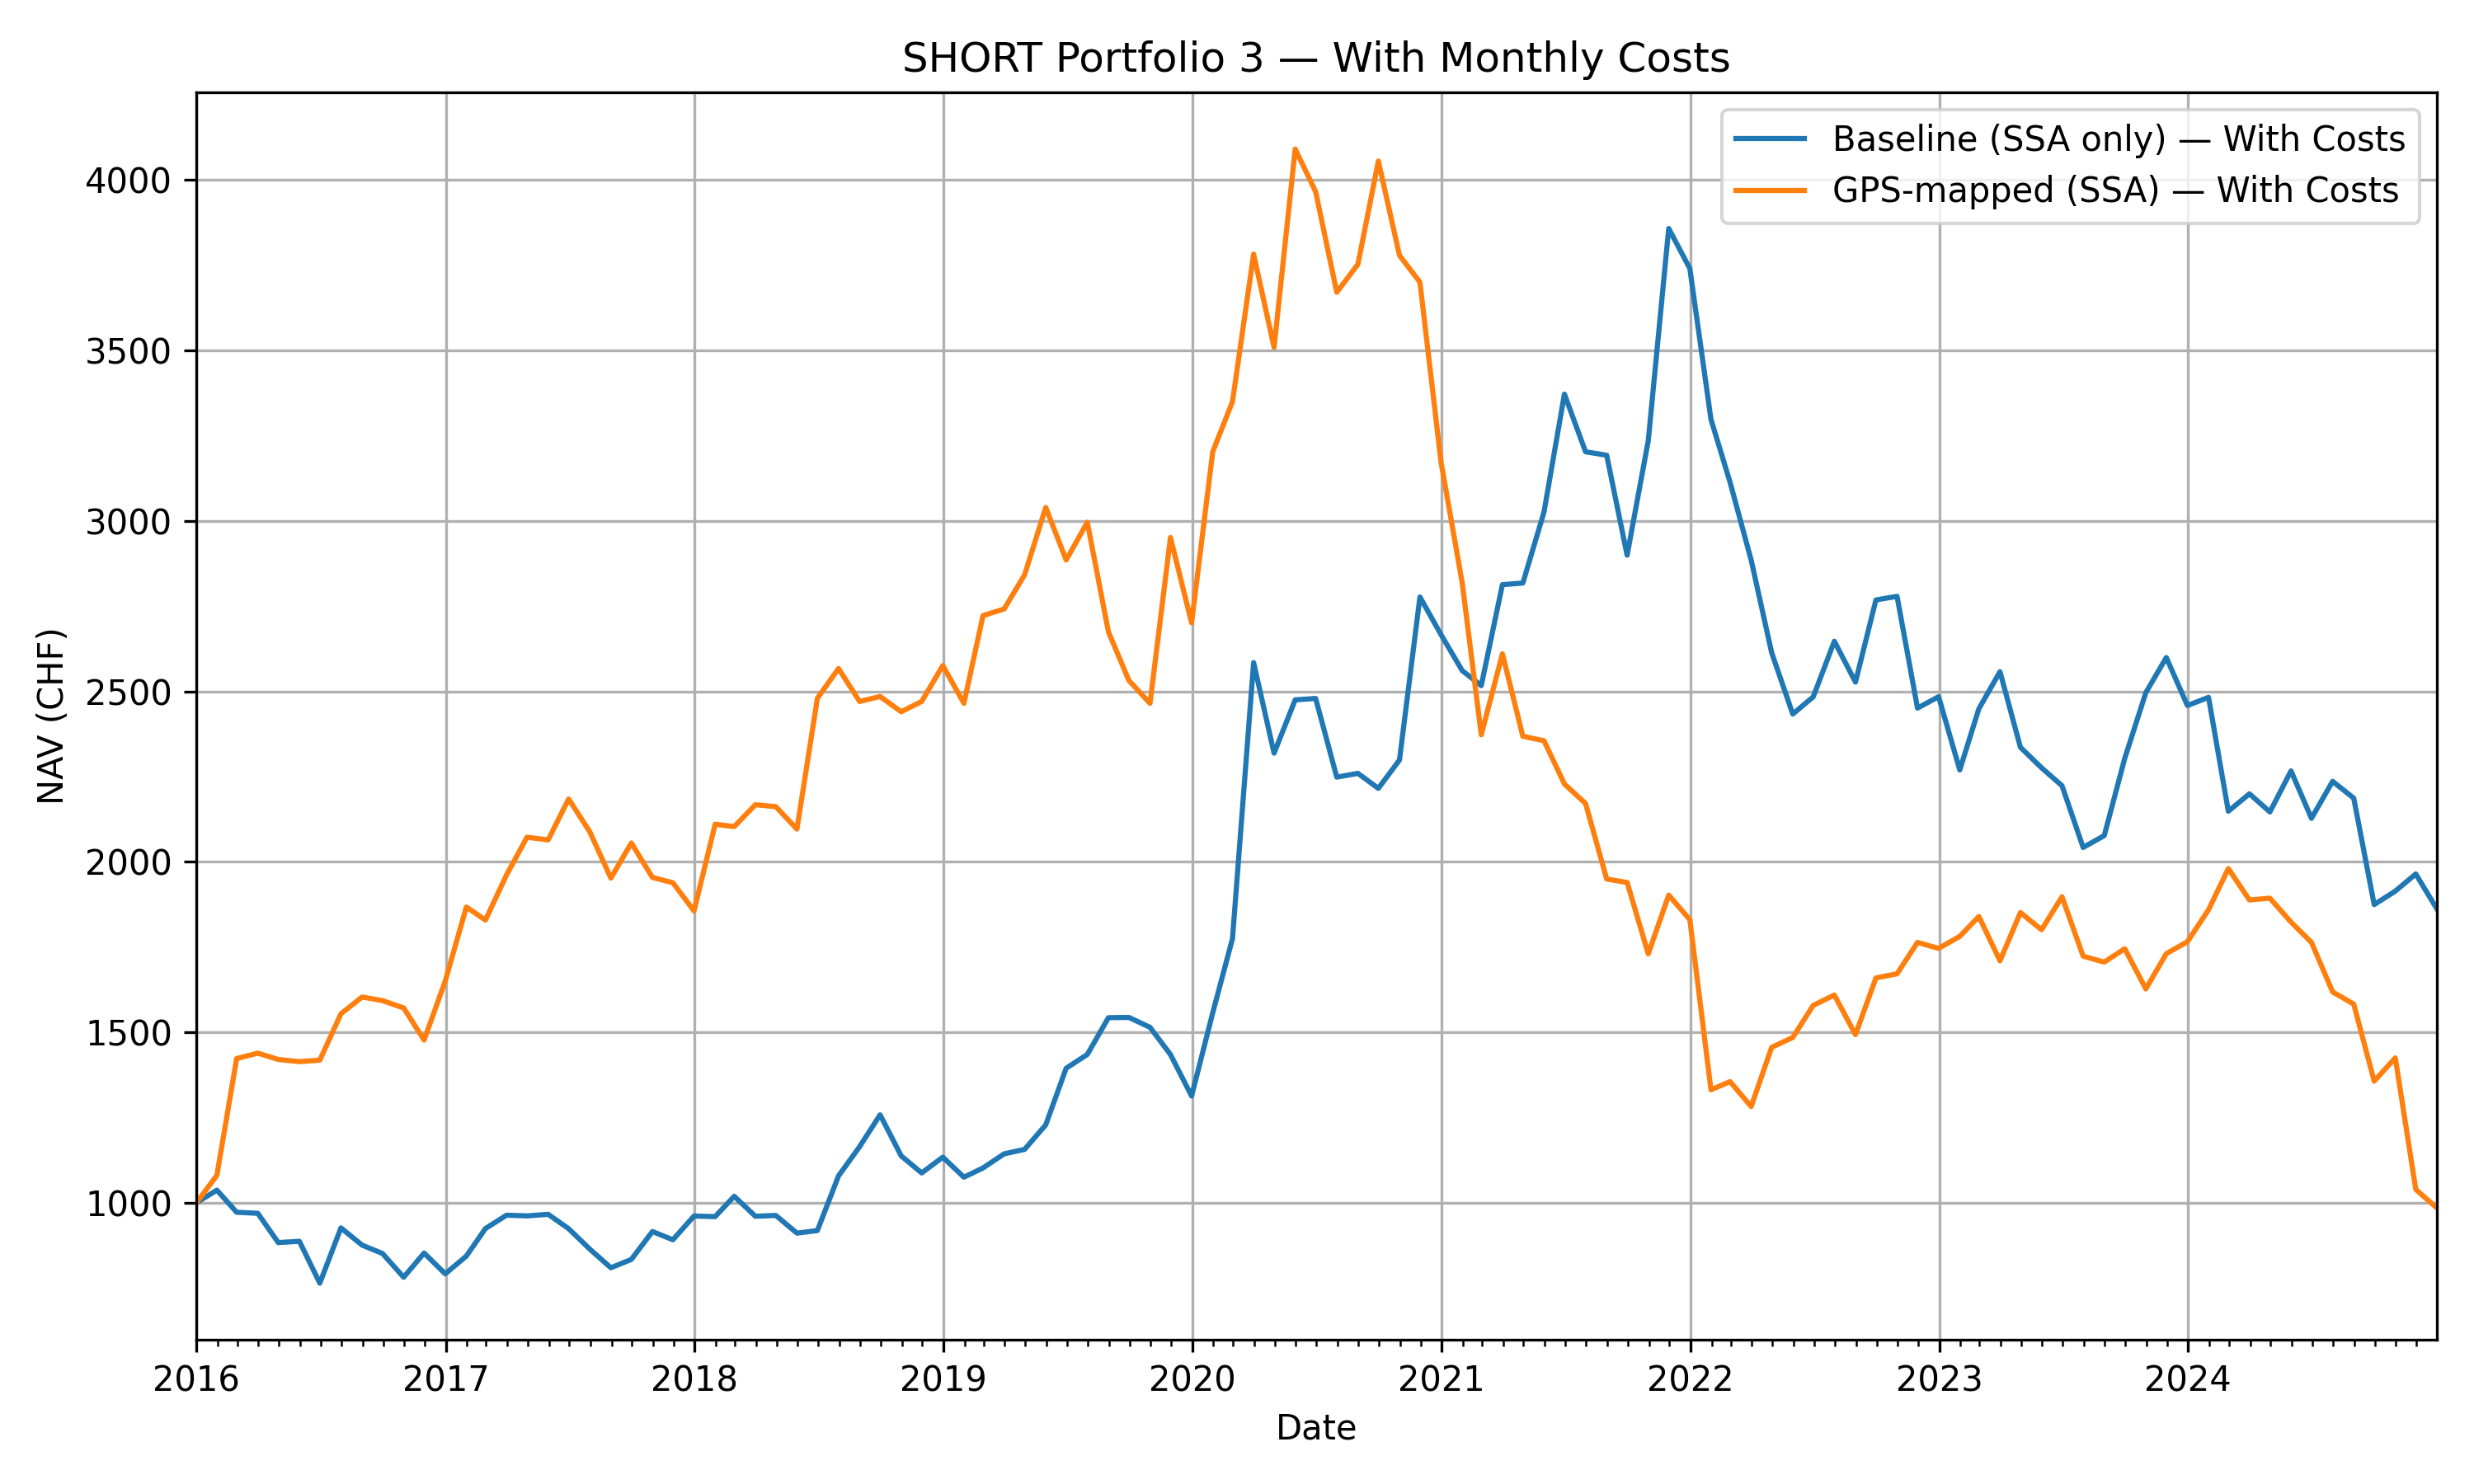 SHORT Portfolio 3 — With Monthly Costs
Baseline (SSA only) — With Costs
GPS-mapped (SSA) — With Costs
NAV (CHF)
4000
3500
3000
2500
2000
1500
1000
2016 2017 2018 2019 2020 2021 2022 2023 2024
Date